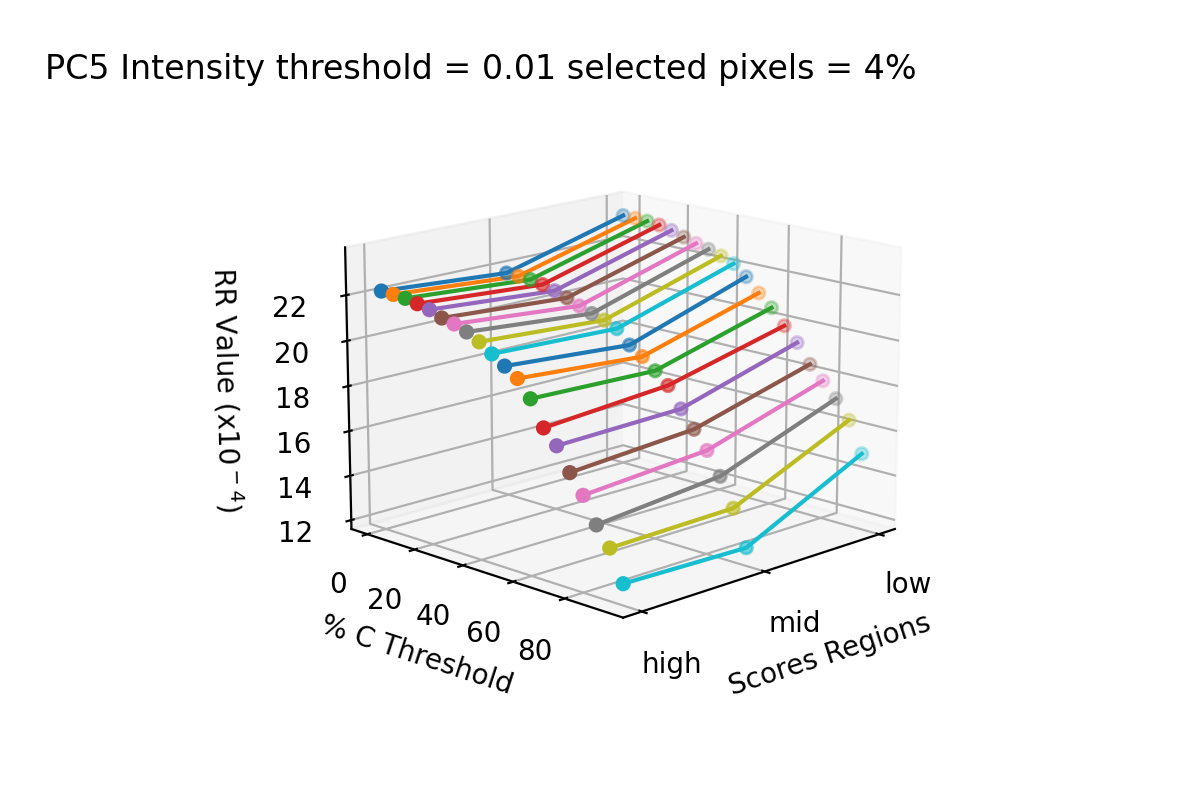 PC5 Intensity threshold = 0.01 selected pixels = 4%
RR Value (x10⁻⁴)
22
20
18
16
14
12
0
20
40
60
80
% C Threshold
high
mid
low
Scores Regions